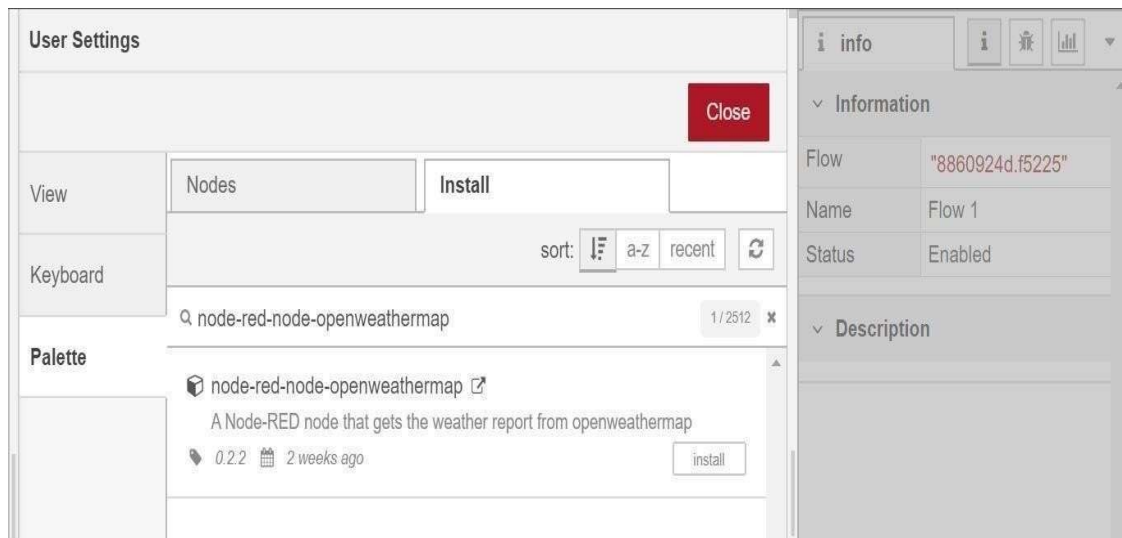 User Settings
Close
View
Keyboard
Palette
Nodes
Install
sort: a-z recent
node-red-node-openweathermap
1 / 2512 ×
node-red-node-openweathermap
A Node-RED node that gets the weather report from openweathermap
0.2.2 2 weeks ago
install
i info
i
Information
Flow "8860924d.f5225"
Name Flow 1
Status Enabled
Description